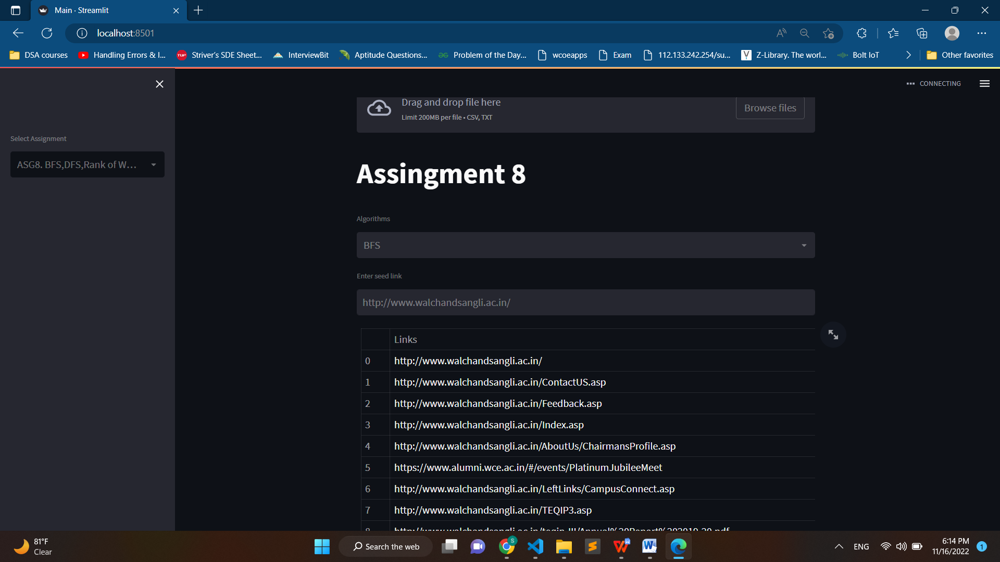 Main · Streamlit
localhost:8501
DSA courses
Handling Errors & I...
TUF
Striver's SDE Sheet...
InterviewBit
Aptitude Questions...
Problem of the Day...
wcoeapps
Exam
112.133.242.254/su...
Z-Library. The worl...
Bolt IoT
Other favorites
CONNECTING
Drag and drop file here
Limit 200MB per file • CSV, TXT
Browse files
Select Assignment
ASG8. BFS,DFS,Rank of W...
Assingment 8
Algorithms
BFS
Enter seed link
http://www.walchandsangli.ac.in/
Links
0 http://www.walchandsangli.ac.in/
1 http://www.walchandsangli.ac.in/ContactUS.asp
2 http://www.walchandsangli.ac.in/Feedback.asp
3 http://www.walchandsangli.ac.in/Index.asp
4 http://www.walchandsangli.ac.in/AboutUs/ChairmansProfile.asp
5 https://www.alumni.wce.ac.in/#/events/PlatinumJubileeMeet
6 http://www.walchandsangli.ac.in/LeftLinks/CampusConnect.asp
7 http://www.walchandsangli.ac.in/TEQIP3.asp
81°F
Clear
Search the web
S
ENG
6:14 PM
11/16/2022
1